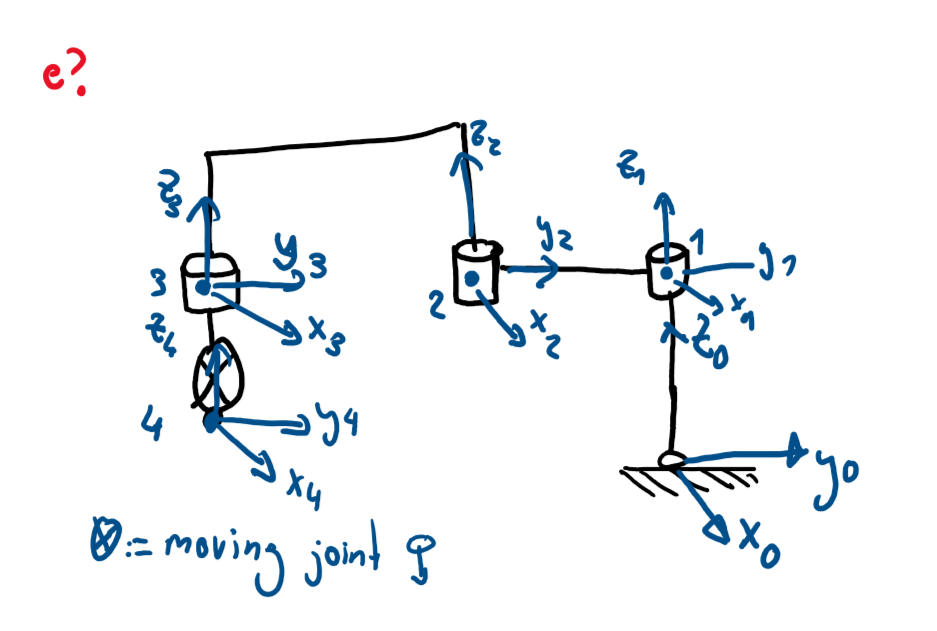 e?
z₂
z₁
z₃
y₂
1
y₁
y₃
3
2
x₁
x₂
z₀
x₃
z₄
4
y₄
y₀
x₄
x₀
⊗:= moving joint